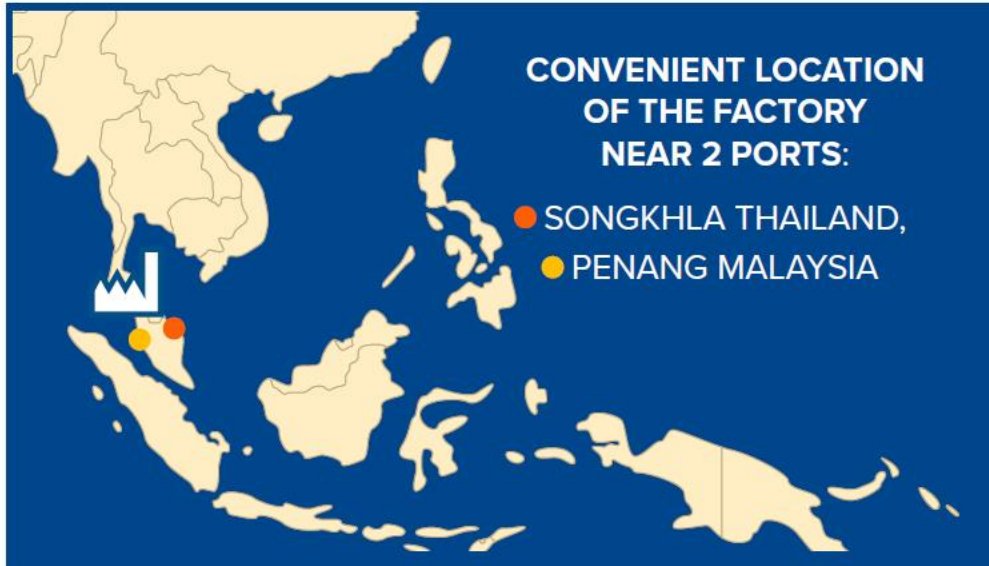 CONVENIENT LOCATION
OF THE FACTORY
NEAR 2 PORTS:
SONGKHLA THAILAND,
PENANG MALAYSIA